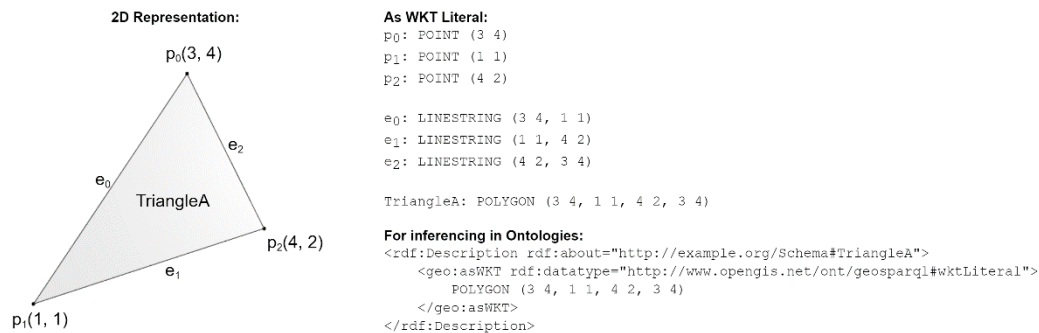 2D Representation:
p₀(3, 4)
e₂
e₀
TriangleA
p₂(4, 2)
e₁
p₁(1, 1)
As WKT Literal:
p₀: POINT (3 4)
p₁: POINT (1 1)
p₂: POINT (4 2)
e₀: LINESTRING (3 4, 1 1)
e₁: LINESTRING (1 1, 4 2)
e₂: LINESTRING (4 2, 3 4)
TriangleA: POLYGON (3 4, 1 1, 4 2, 3 4)
For inferencing in Ontologies:
<rdf:Description rdf:about="http://example.org/Schema#TriangleA">
<geo:asWKT rdf:datatype="http://www.opengis.net/ont/geosparql#wktLiteral">
POLYGON (3 4, 1 1, 4 2, 3 4)
</geo:asWKT>
</rdf:Description>